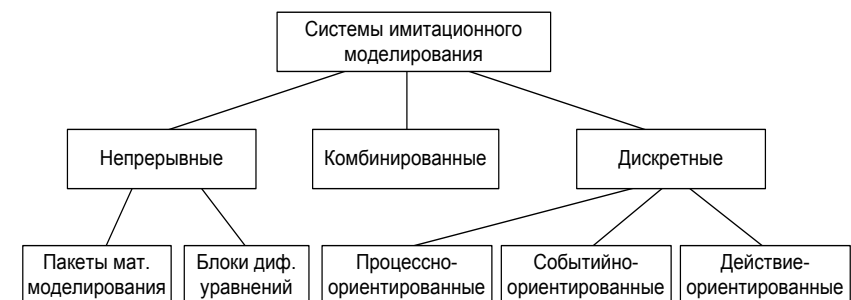 Системы имитационного
моделирования
Непрерывные
Комбинированные
Дискретные
Пакеты мат.
моделирования
Блоки диф.
уравнений
Процессно-
ориентированные
Событийно-
ориентированные
Действие-
ориентированные